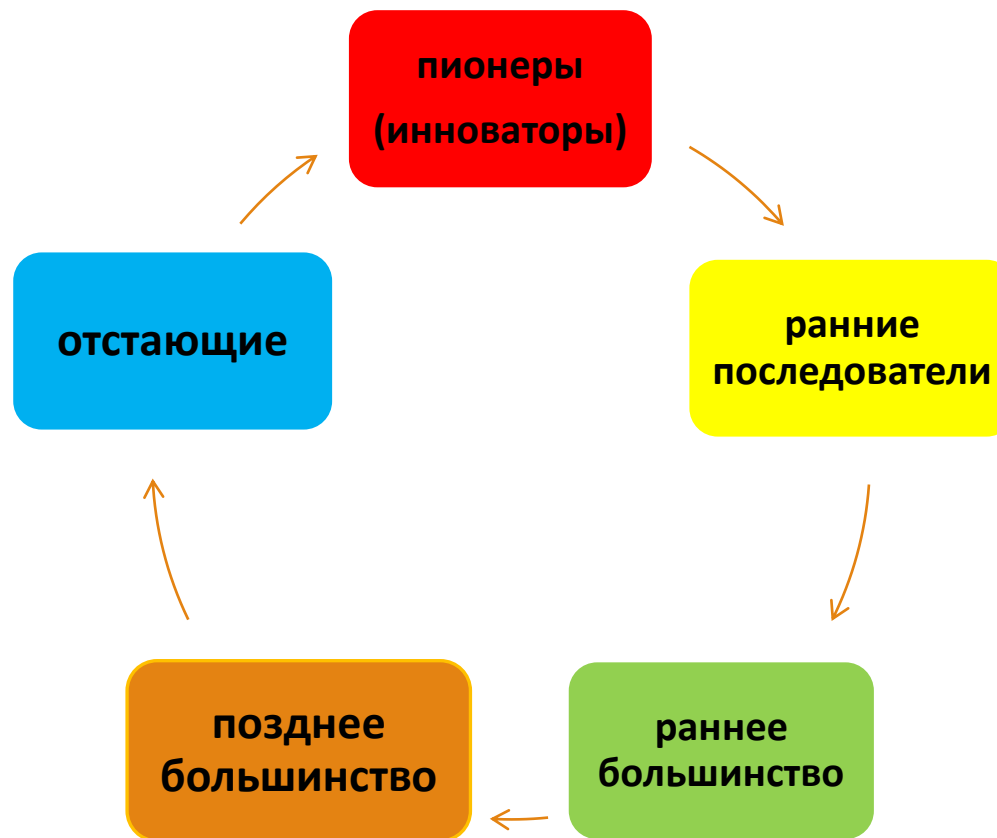 пионеры
(инноваторы)
ранние
последователи
раннее
большинство
позднее
большинство
отстающие